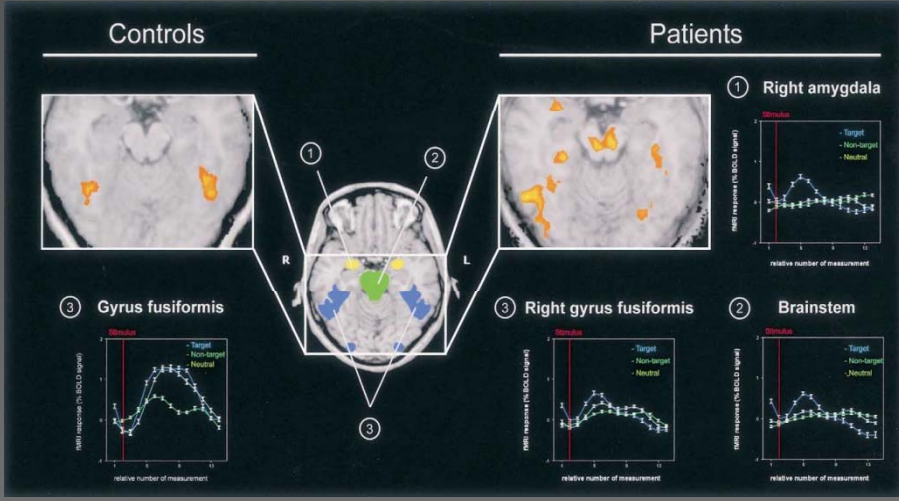 Controls
Patients
① Right amygdala
Stimulus
Target
Non-target
Neutral
fMRI response (% BOLD signal)
relative number of measurement
①
②
R
L
③ Gyrus fusiformis
Stimulus
Target
Non-target
Neutral
fMRI response (% BOLD signal)
relative number of measurement
③
③ Right gyrus fusiformis
Stimulus
Target
Non-target
Neutral
fMRI response (% BOLD signal)
relative number of measurement
② Brainstem
Stimulus
Target
Non-target
Neutral
fMRI response (% BOLD signal)
relative number of measurement